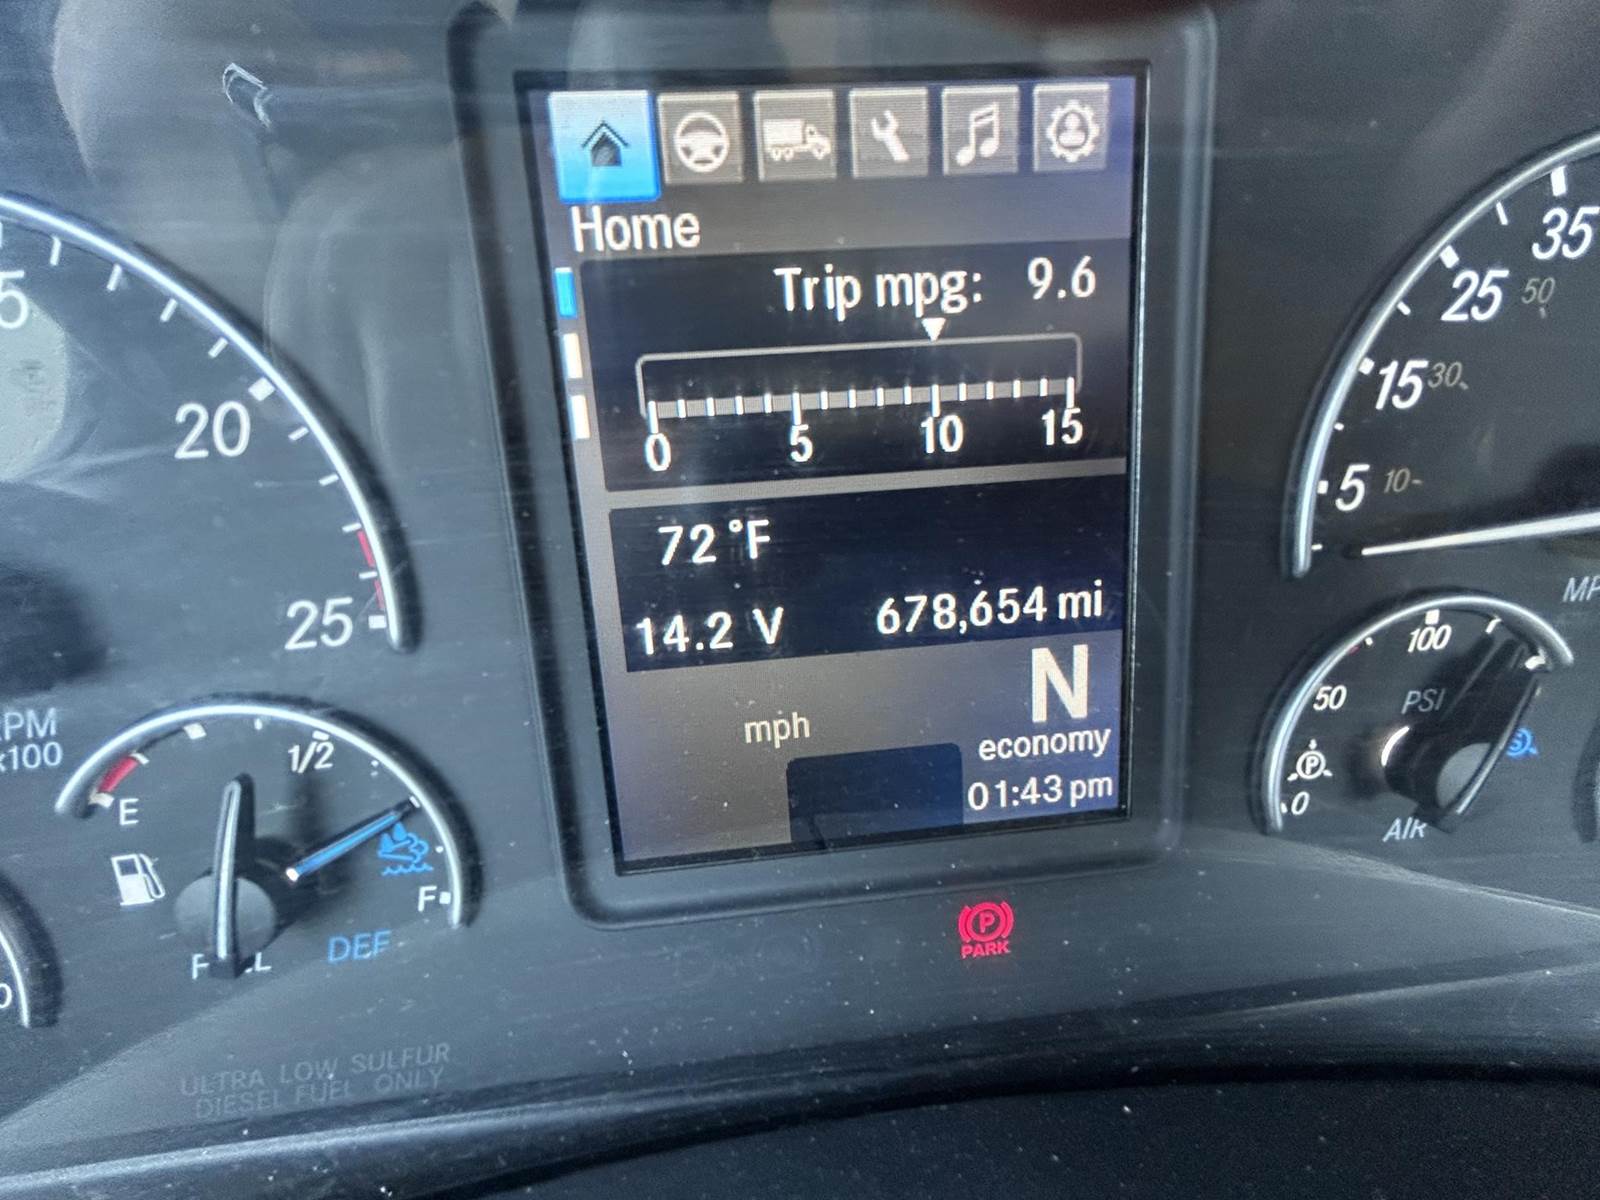 Home
Trip mpg: 9.6
0 5 10 15
72 °F
14.2 V 678,654 mi
N
mph
economy
01:43 pm
5
20
25
RPM
x100
E
1/2
F
DEF
ULTRA LOW SULFUR
DIESEL FUEL ONLY
35
25 50
15 30
5 10
100
50
PSI
0
AIR
P
PARK